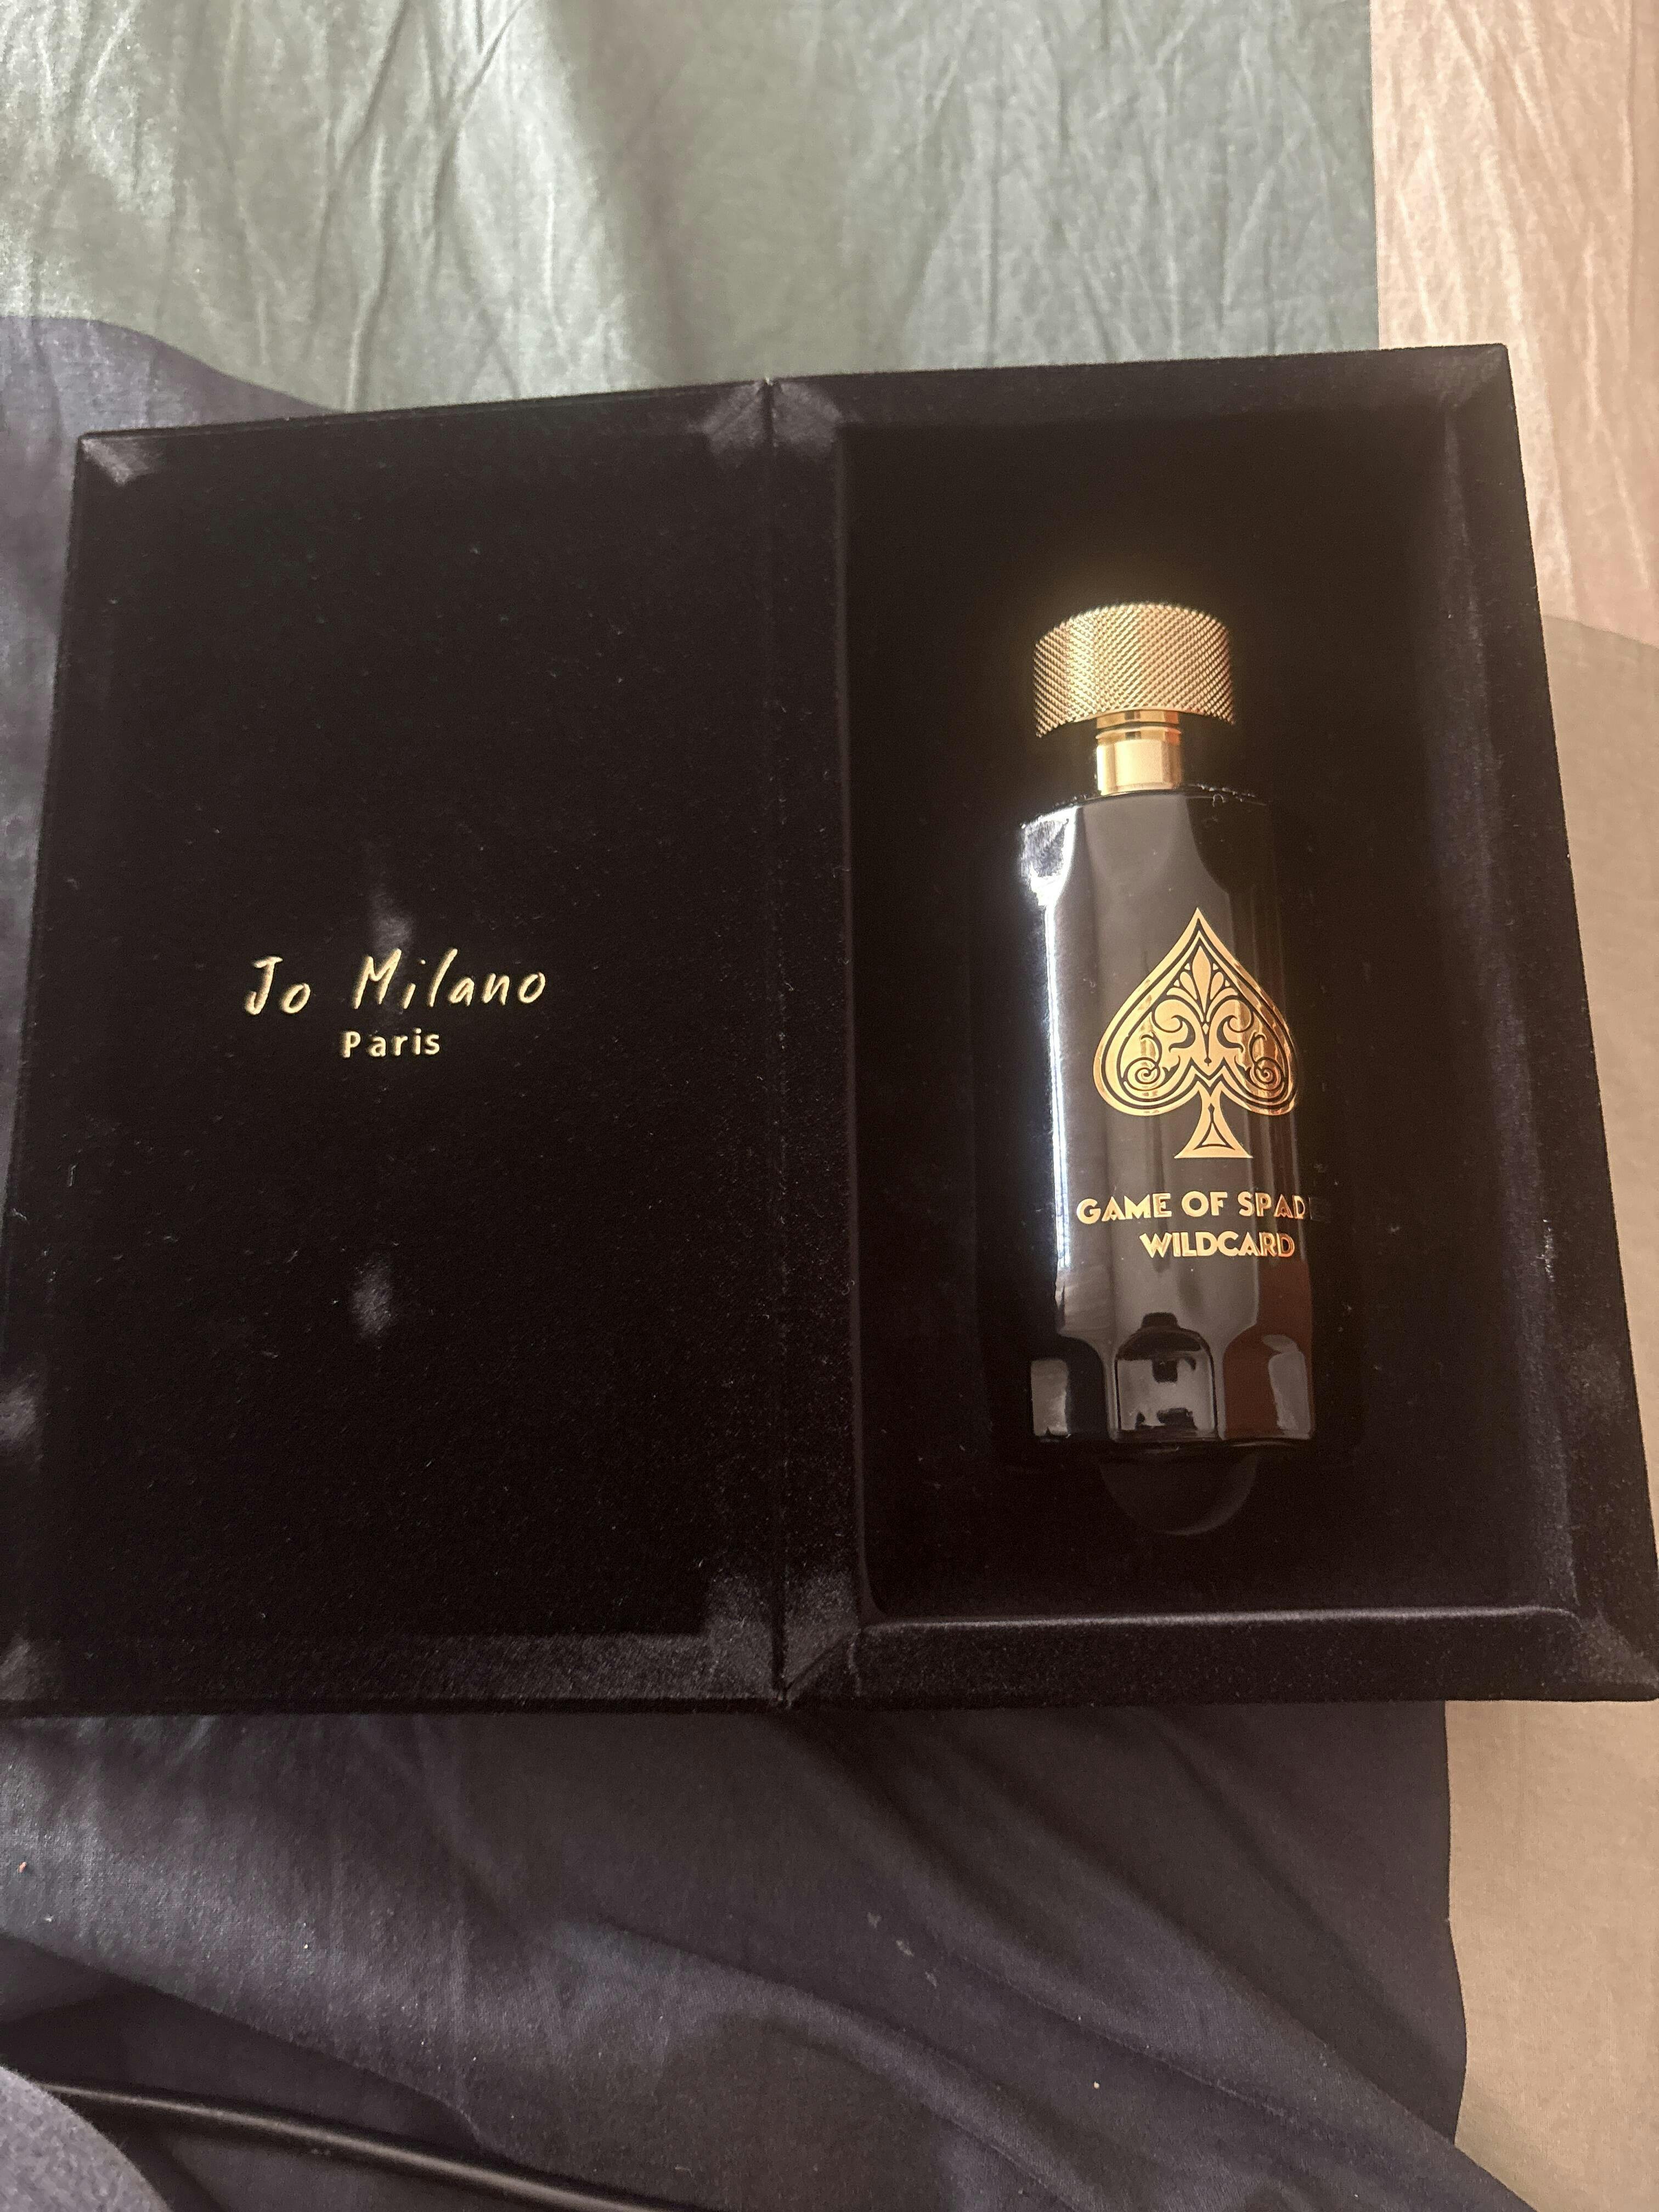 Jo Milano
Paris
GAME OF SPADE
WILDCARD